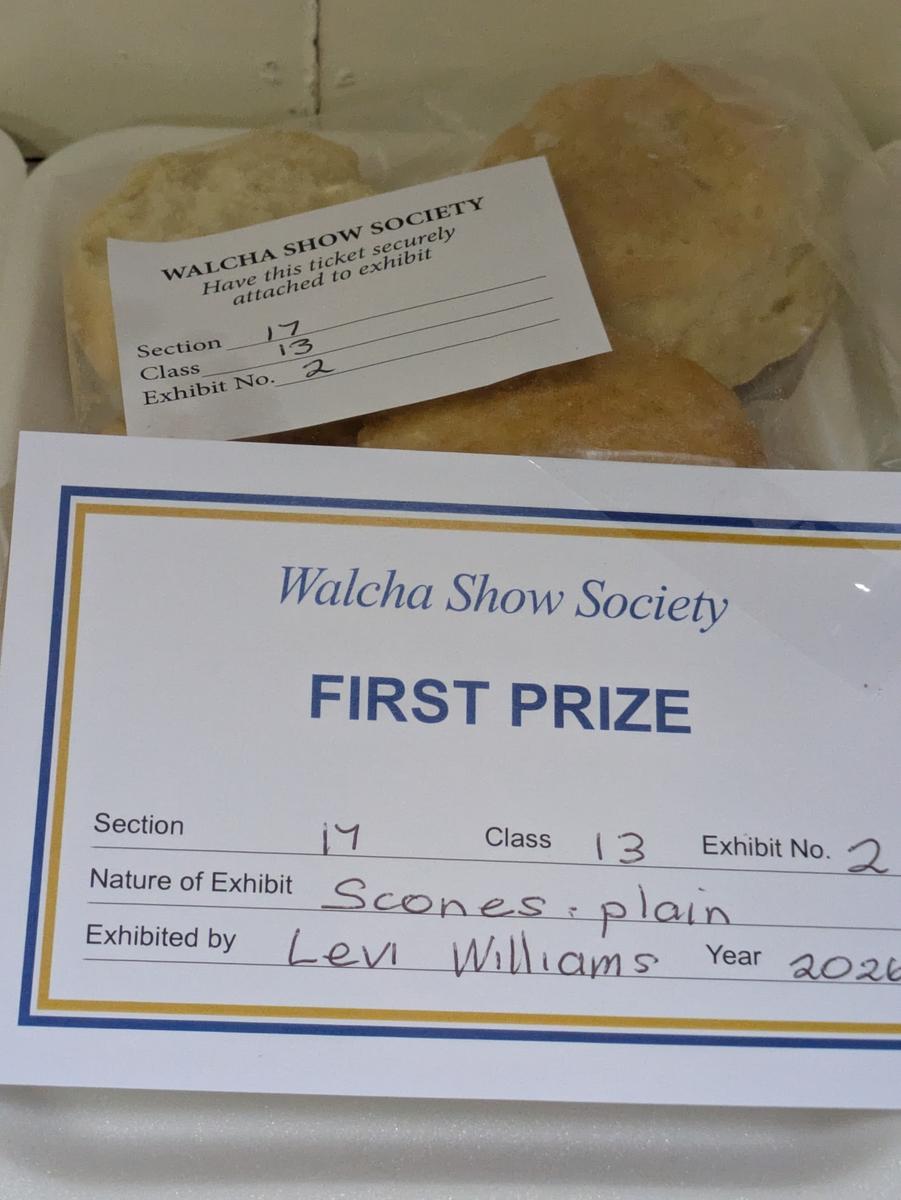 WALCHA SHOW SOCIETY
Have this ticket securely
attached to exhibit
Section 17
Class 13
Exhibit No. 2
Walcha Show Society
FIRST PRIZE
Section 17 Class 13 Exhibit No. 2
Nature of Exhibit Scones : plain
Exhibited by Levi Williams Year 2026